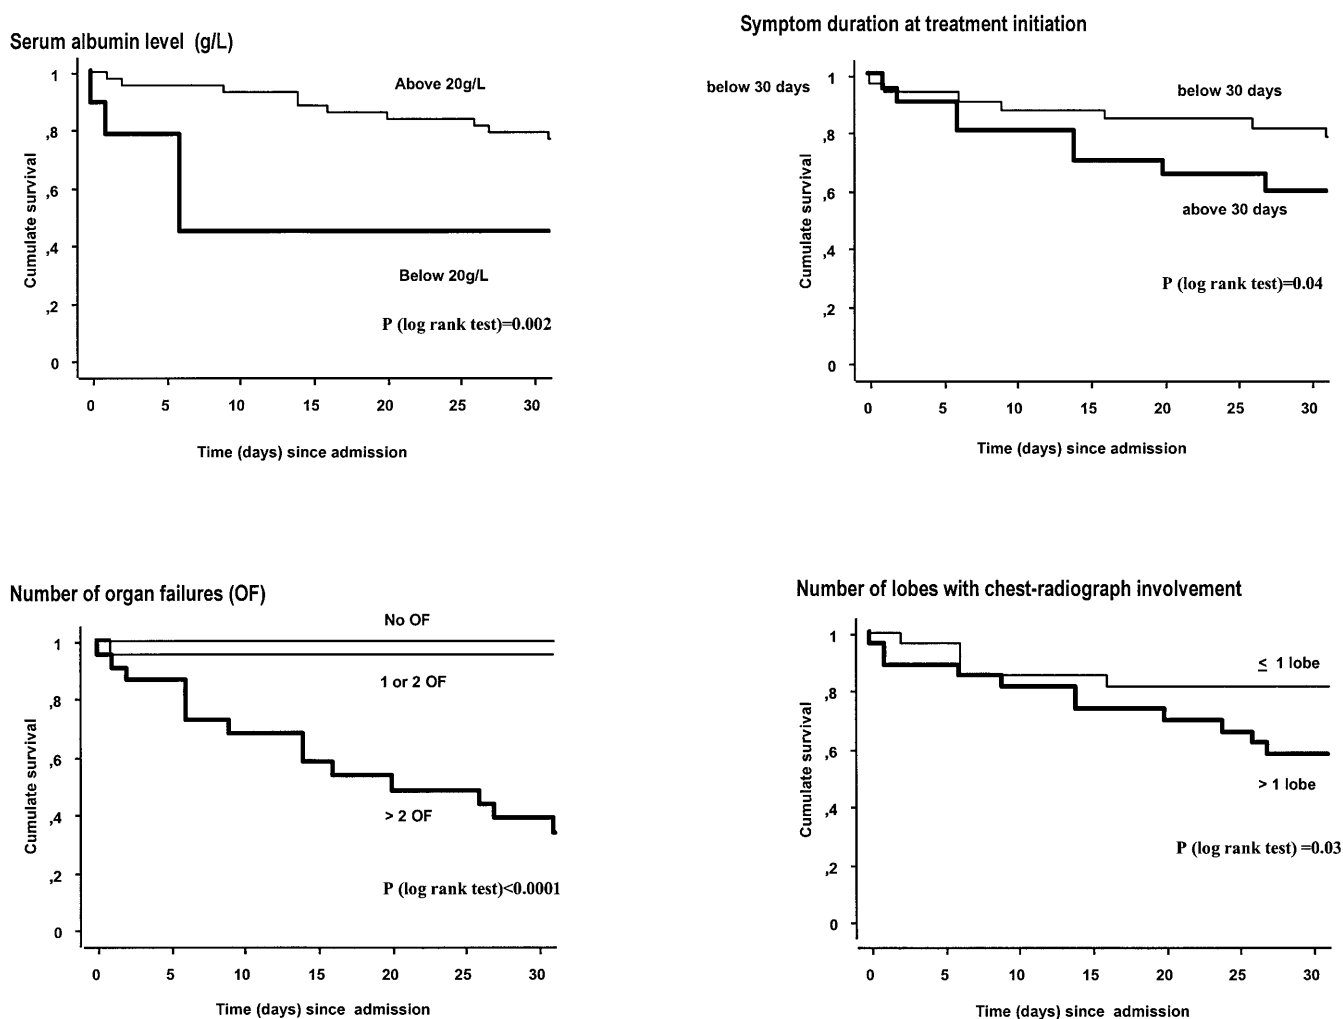 Serum albumin level (g/L)
1
,8
,6
,4
,2
0
Cumulate survival
Above 20g/L
Below 20g/L
P (log rank test)=0.002
0 5 10 15 20 25 30
Time (days) since admission
Symptom duration at treatment initiation
below 30 days
1
,8
,6
,4
,2
0
Cumulate survival
below 30 days
above 30 days
P (log rank test)=0.04
0 5 10 15 20 25 30
Time (days) since admission
Number of organ failures (OF)
1
,8
,6
,4
,2
0
Cumulate survival
No OF
1 or 2 OF
> 2 OF
P (log rank test)<0.0001
0 5 10 15 20 25 30
Time (days) since admission
Number of lobes with chest-radiograph involvement
1
,8
,6
,4
,2
0
Cumulate survival
≤ 1 lobe
> 1 lobe
P (log rank test) =0.03
0 5 10 15 20 25 30
Time (days) since admission